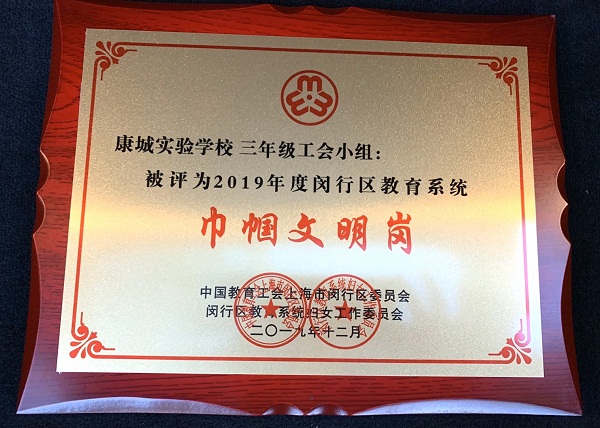 康城实验学校 三年级工会小组：
被评为2019年度闵行区教育系统
巾帼文明岗
中国教育工会上海市闵行区委员会
闵行区教育系统妇女工作委员会
二〇一九年十二月